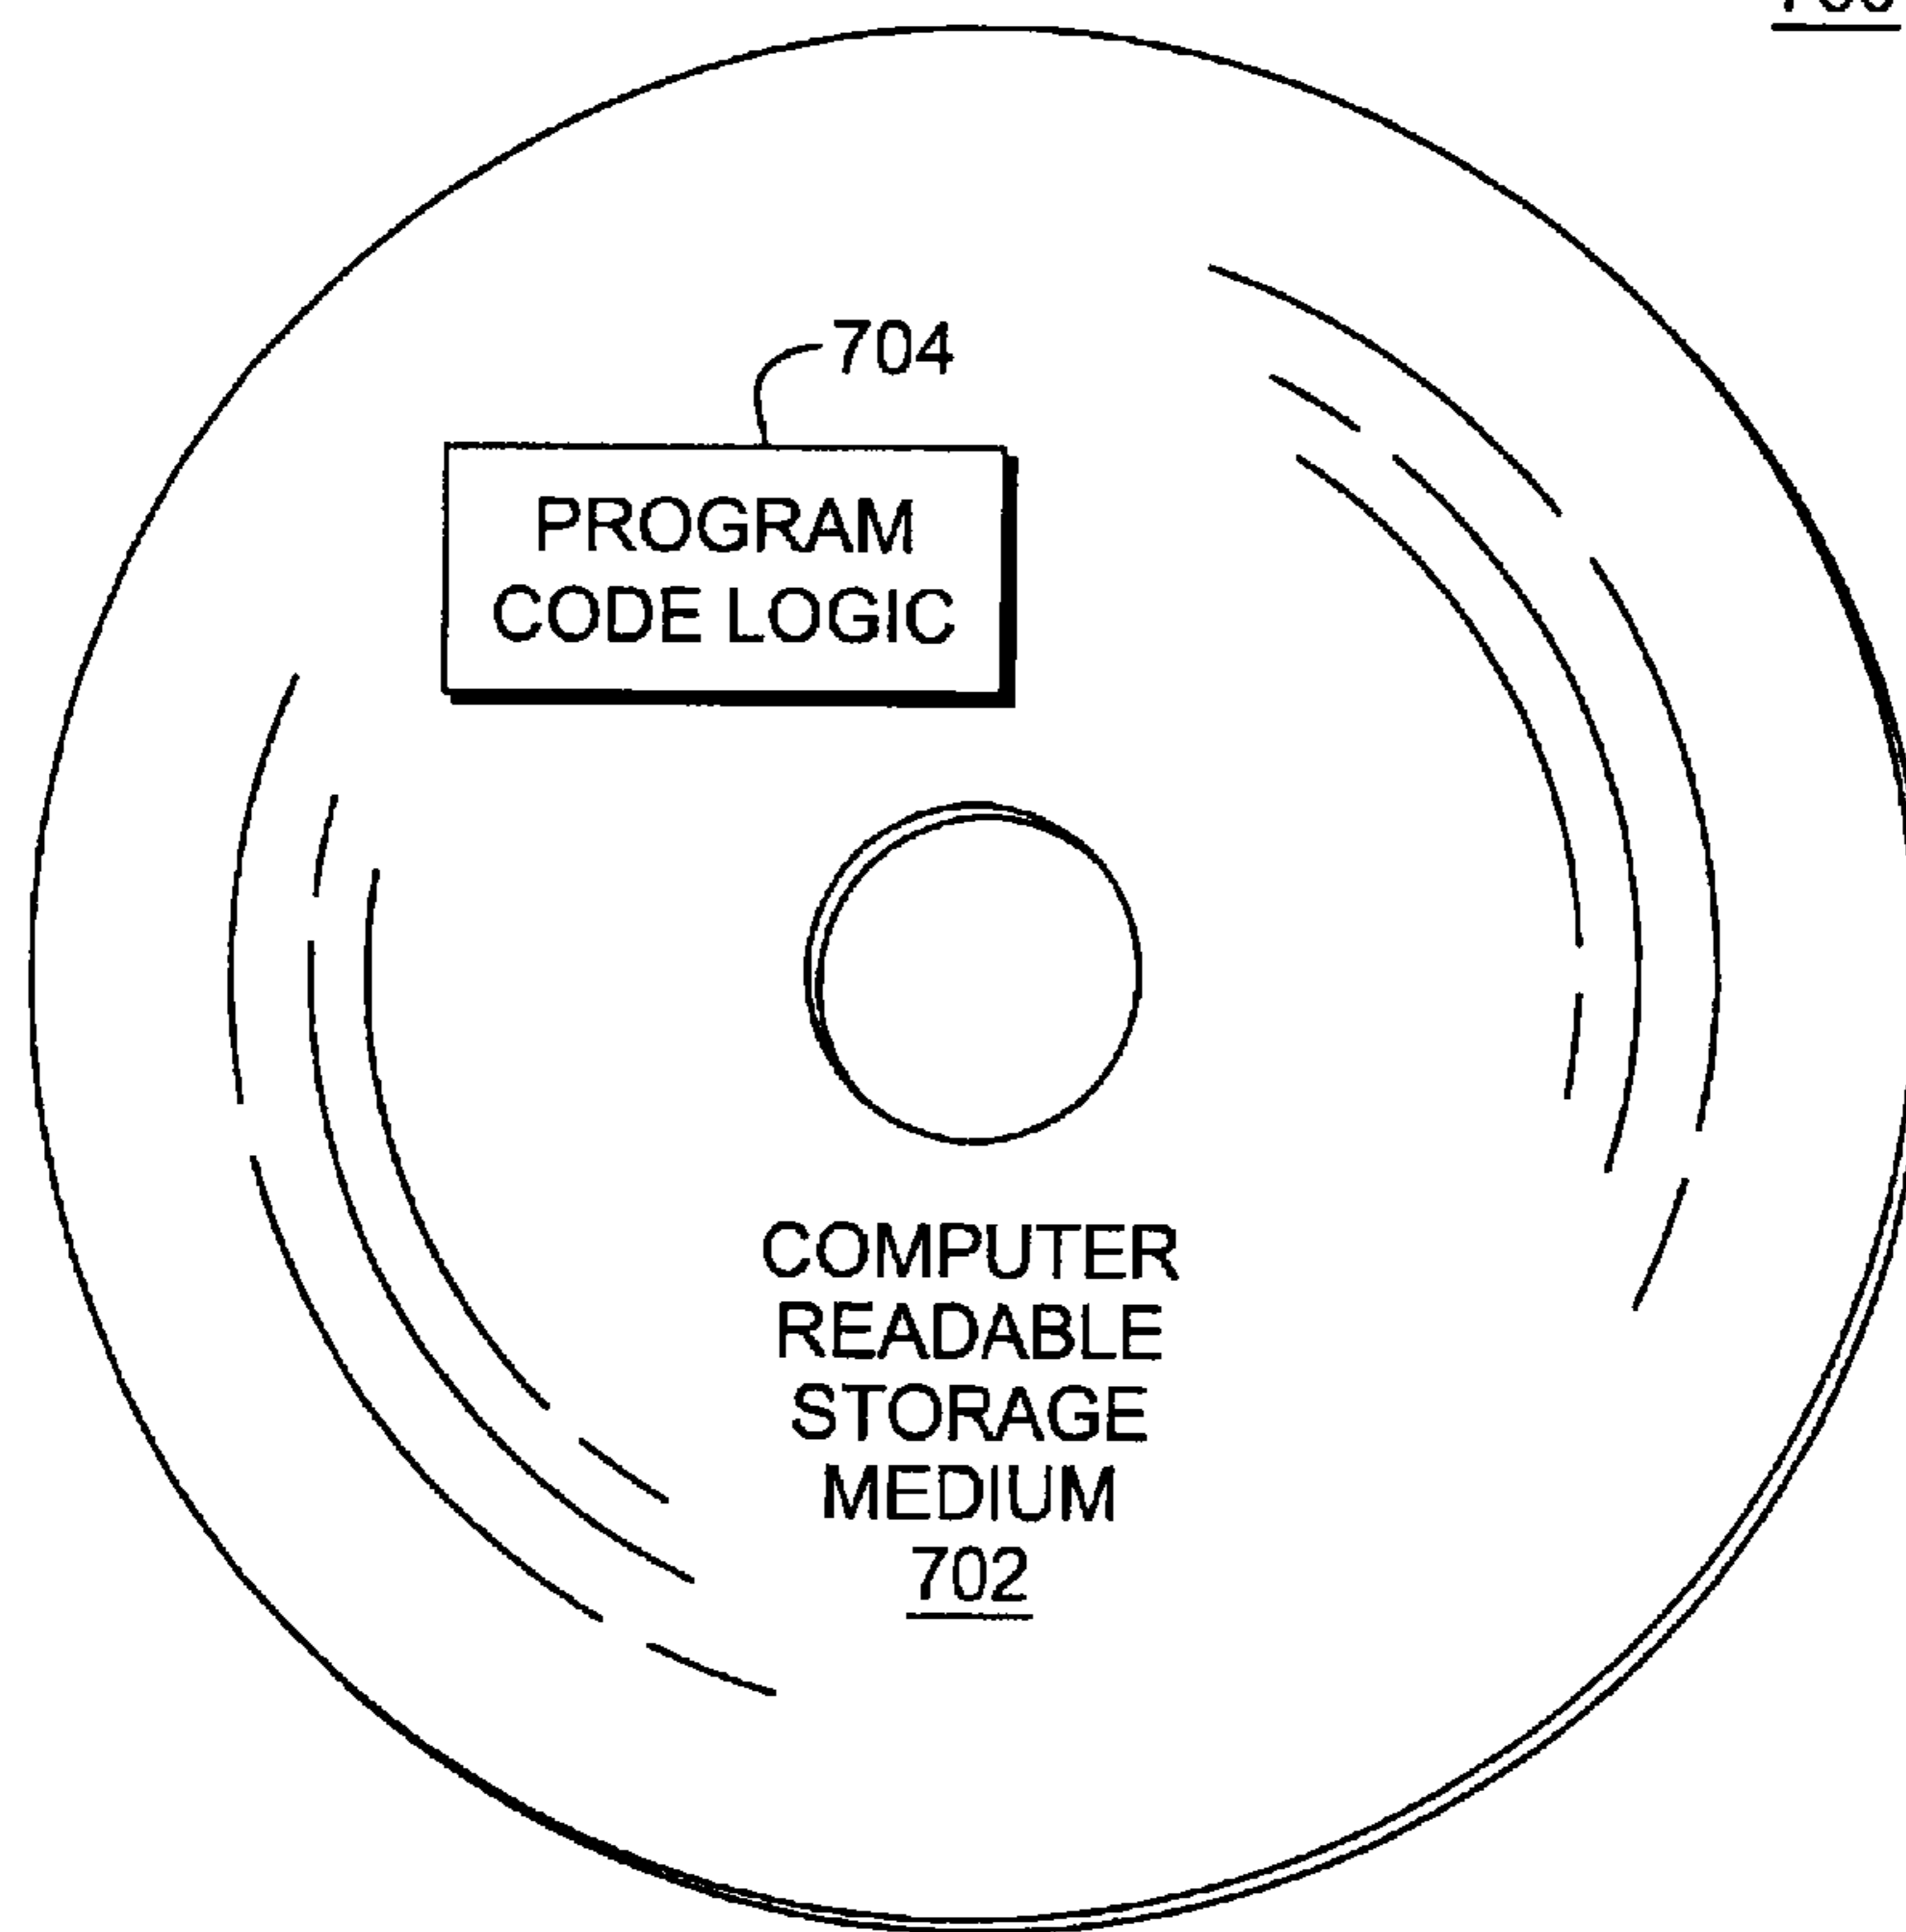 704
PROGRAM
CODE LOGIC
COMPUTER
READABLE
STORAGE
MEDIUM
702